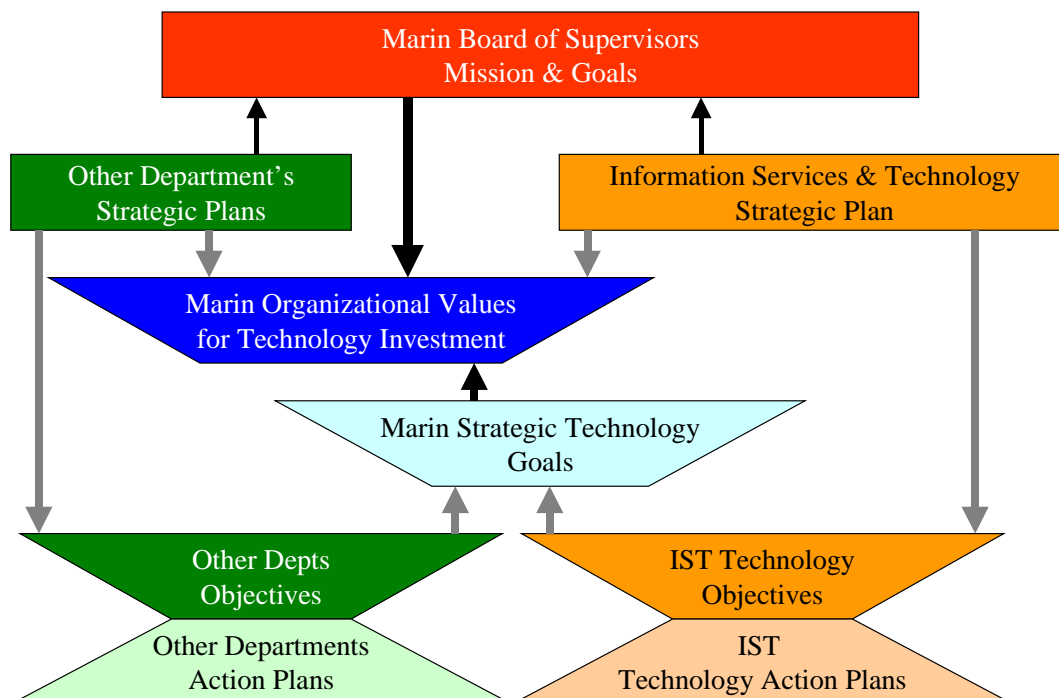 Marin Board of Supervisors
Mission & Goals
Other Department’s
Strategic Plans
Information Services & Technology
Strategic Plan
Marin Organizational Values
for Technology Investment
Marin Strategic Technology
Goals
Other Depts
Objectives
IST Technology
Objectives
Other Departments
Action Plans
IST
Technology Action Plans